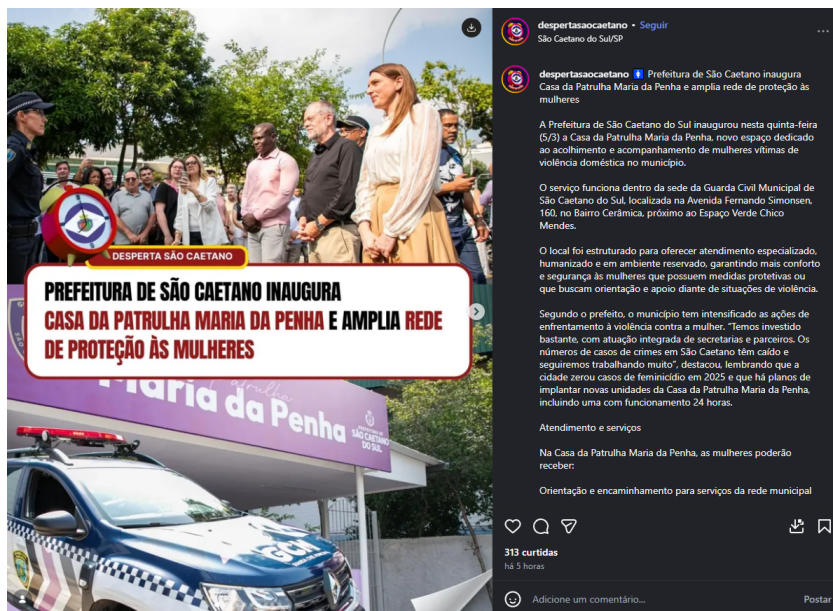 DESPERTA SÃO CAETANO
PREFEITURA DE SÃO CAETANO INAUGURA
CASA DA PATRULHA MARIA DA PENHA E AMPLIA REDE
DE PROTEÇÃO ÀS MULHERES
Maria da Penha
PREFEITURA DE
SÃO CAETANO
DO SUL
GCM
despertasaocaetano • Seguir
São Caetano do Sul/SP
despertasaocaetano 🚺 Prefeitura de São Caetano inaugura
Casa da Patrulha Maria da Penha e amplia rede de proteção às
mulheres
A Prefeitura de São Caetano do Sul inaugurou nesta quinta-feira
(5/3) a Casa da Patrulha Maria da Penha, novo espaço dedicado
ao acolhimento e acompanhamento de mulheres vítimas de
violência doméstica no município.
O serviço funciona dentro da sede da Guarda Civil Municipal de
São Caetano do Sul, localizada na Avenida Fernando Simonsen,
160, no Bairro Cerâmica, próximo ao Espaço Verde Chico
Mendes.
O local foi estruturado para oferecer atendimento especializado,
humanizado e em ambiente reservado, garantindo mais conforto
e segurança às mulheres que possuem medidas protetivas ou
que buscam orientação e apoio diante de situações de violência.
Segundo o prefeito, o município tem intensificado as ações de
enfrentamento à violência contra a mulher. “Temos investido
bastante, com atuação integrada de secretarias e parceiros. Os
números de casos de crimes em São Caetano têm caído e
seguiremos trabalhando muito”, destacou, lembrando que a
cidade zerou casos de feminicídio em 2025 e que há planos de
implantar novas unidades da Casa da Patrulha Maria da Penha,
incluindo uma com funcionamento 24 horas.
Atendimento e serviços
Na Casa da Patrulha Maria da Penha, as mulheres poderão
receber:
Orientação e encaminhamento para serviços da rede municipal
313 curtidas
há 5 horas
Adicione um comentário...
Postar